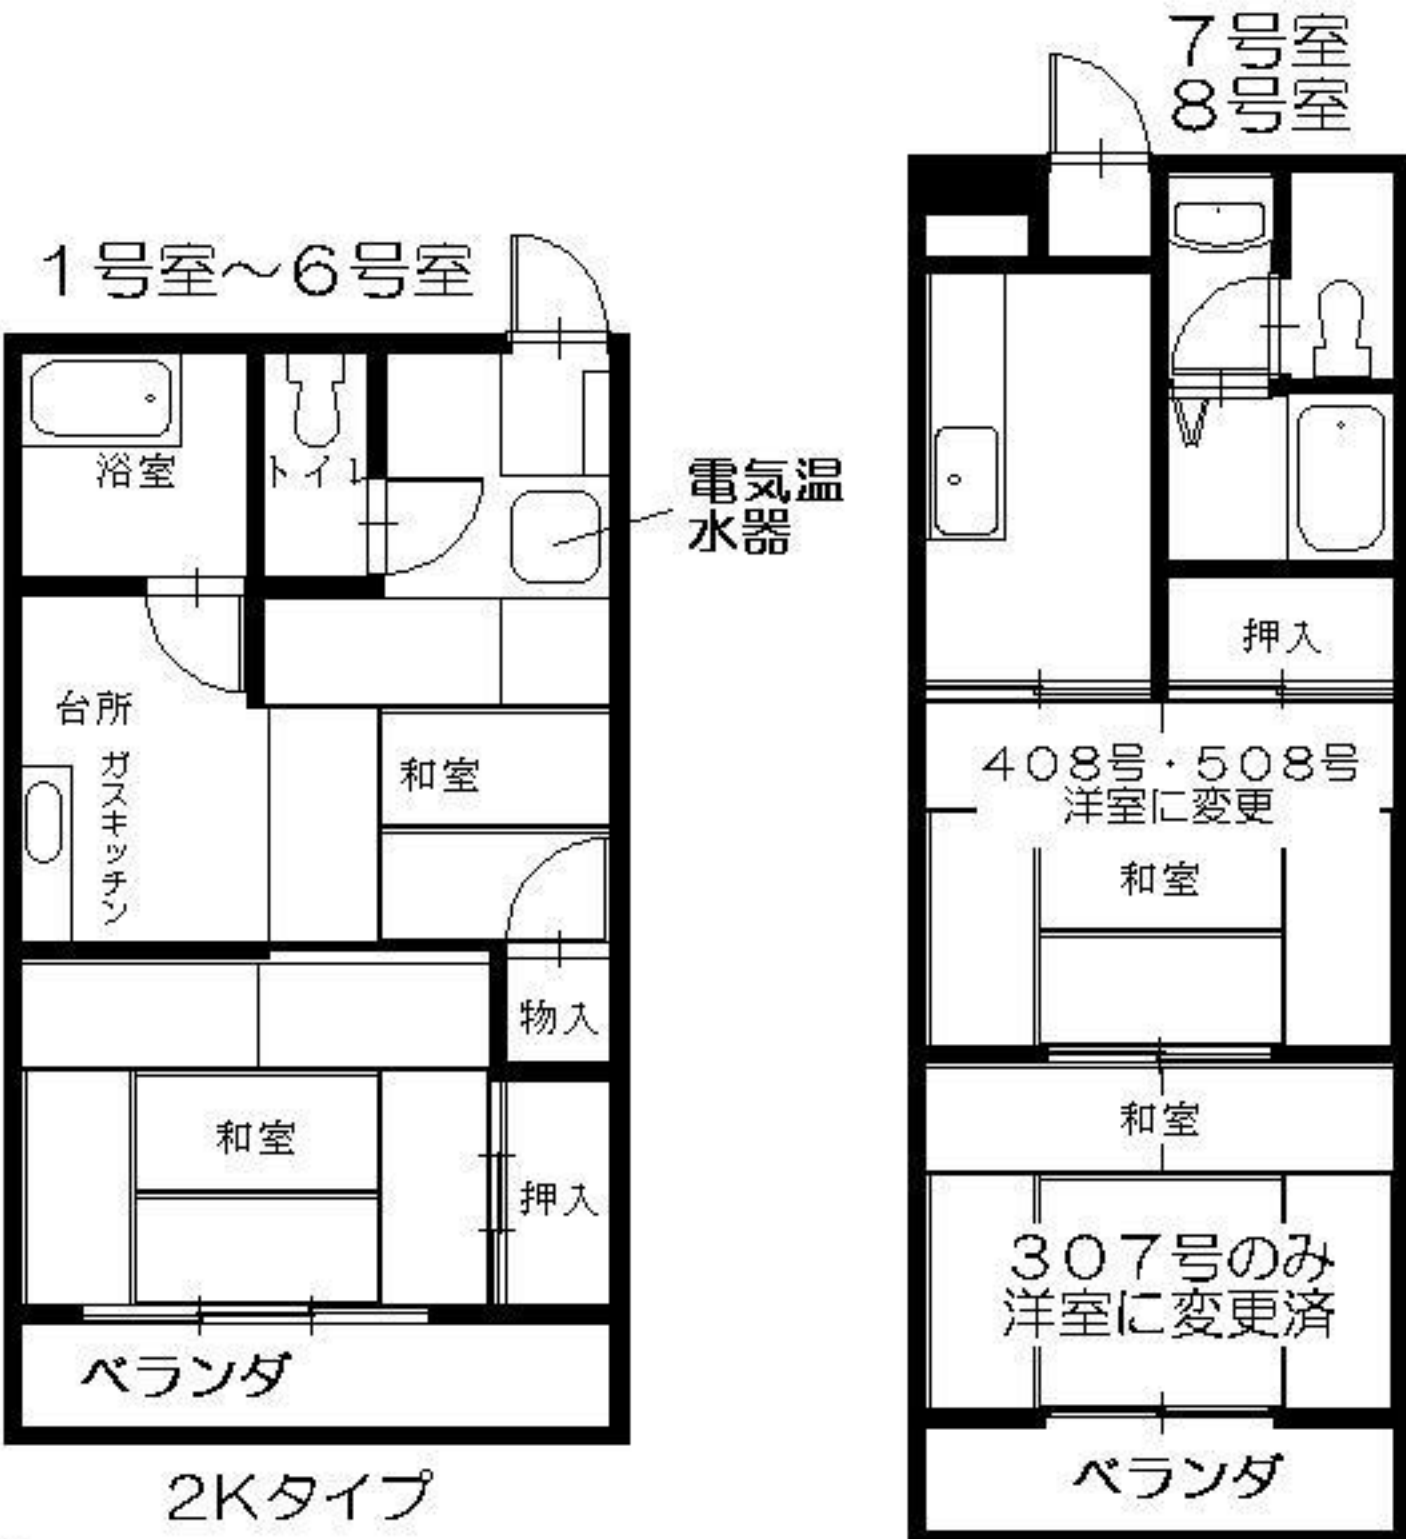 1号室～6号室
浴室
トイレ
電気温
水器
台所
ガスキッチン
和室
物入
和室
押入
ベランダ
2Kタイプ
7号室
8号室
押入
408号・508号
洋室に変更
和室
和室
307号のみ
洋室に変更済
ベランダ